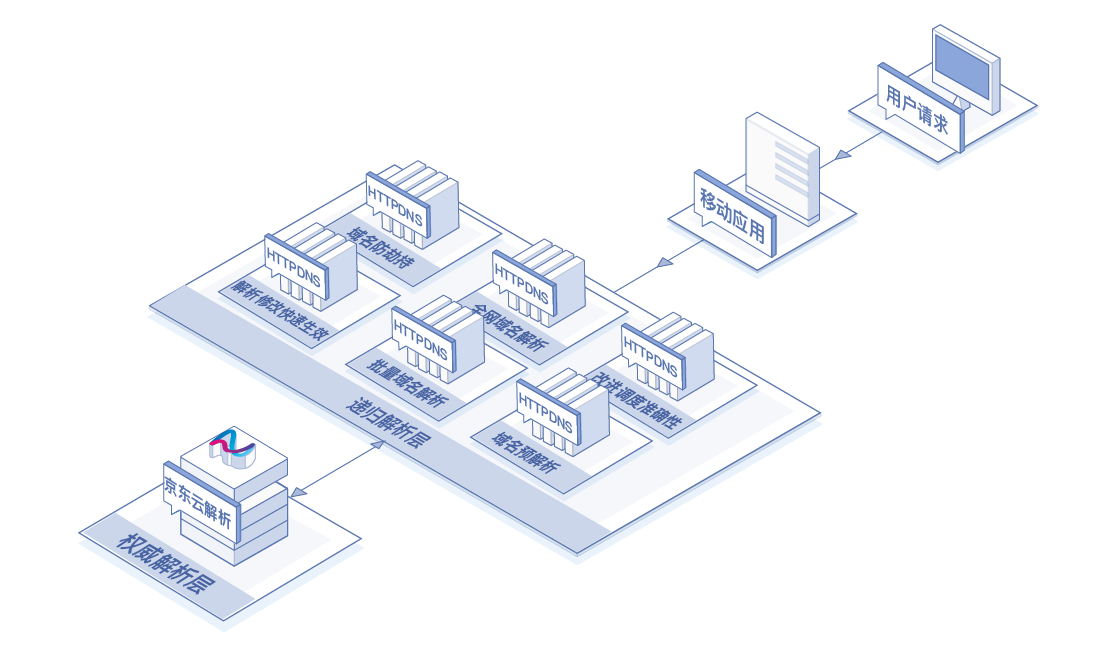 用户请求
移动应用
HTTPDNS
域名防劫持
HTTPDNS
解析修改快速生效
HTTPDNS
全网域名解析
HTTPDNS
批量域名解析
HTTPDNS
改进调度准确性
HTTPDNS
域名预解析
递归解析层
京东云解析
权威解析层